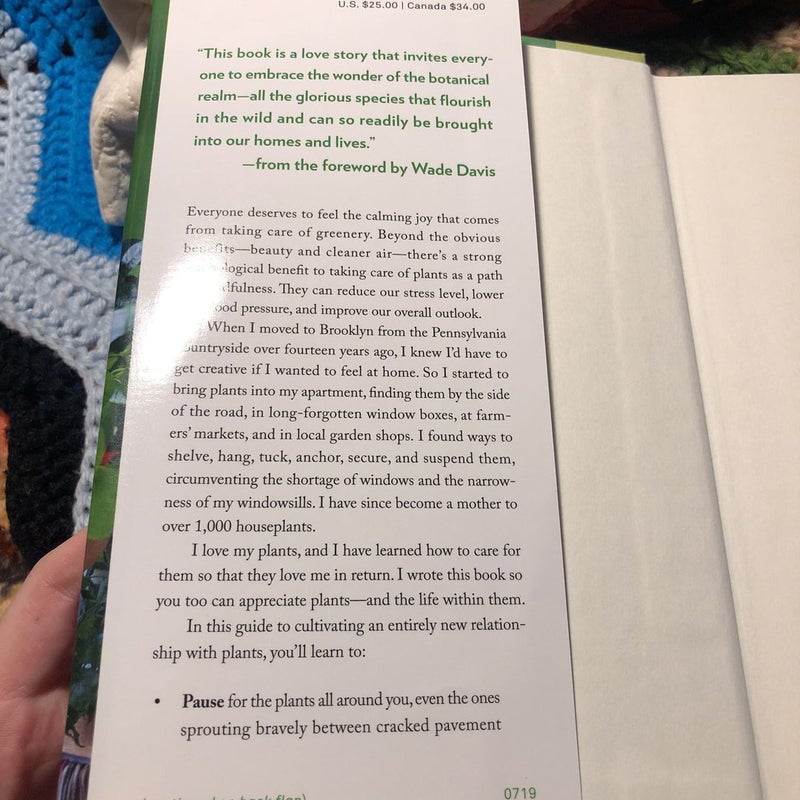 U.S. $25.00 | Canada $34.00
“This book is a love story that invites every-
one to embrace the wonder of the botanical
realm—all the glorious species that flourish
in the wild and can so readily be brought
into our homes and lives.”
—from the foreword by Wade Davis
Everyone deserves to feel the calming joy that comes
from taking care of greenery. Beyond the obvious
benefits—beauty and cleaner air—there’s a strong
benefit to taking care of plants as a path
They can reduce our stress level, lower
pressure, and improve our overall outlook.
When I moved to Brooklyn from the Pennsylvania
countryside over fourteen years ago, I knew I’d have to
get creative if I wanted to feel at home. So I started to
bring plants into my apartment, finding them by the side
of the road, in long-forgotten window boxes, at farm-
ers’ markets, and in local garden shops. I found ways to
shelve, hang, tuck, anchor, secure, and suspend them,
circumventing the shortage of windows and the narrow-
ness of my windowsills. I have since become a mother to
over 1,000 houseplants.
I love my plants, and I have learned how to care for
them so that they love me in return. I wrote this book so
you too can appreciate plants—and the life within them.
In this guide to cultivating an entirely new relation-
ship with plants, you’ll learn to:
• Pause for the plants all around you, even the ones
sprouting bravely between cracked pavement
0719